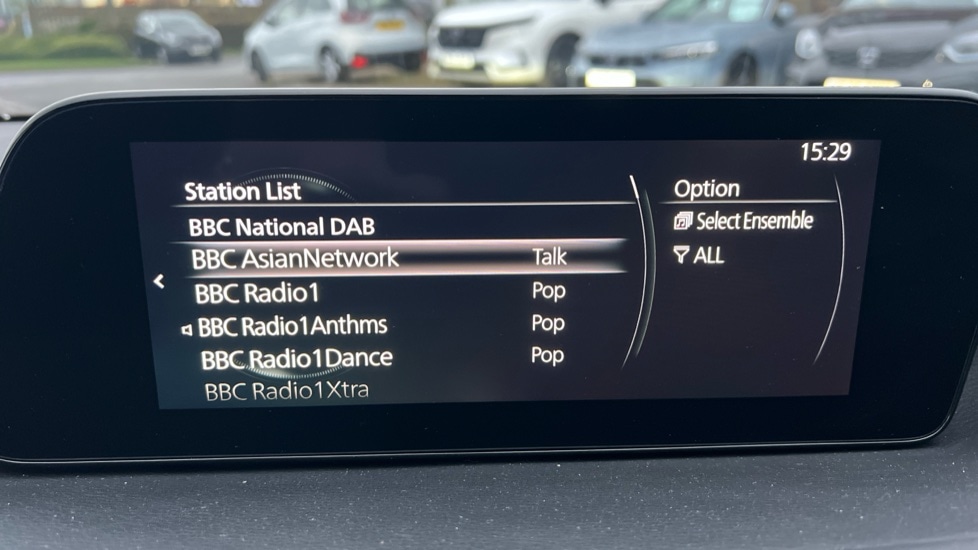 15:29
Station List
BBC National DAB
BBC AsianNetwork Talk
BBC Radio1 Pop
BBC Radio1Anthms Pop
BBC Radio1Dance Pop
BBC Radio1Xtra
Option
Select Ensemble
ALL